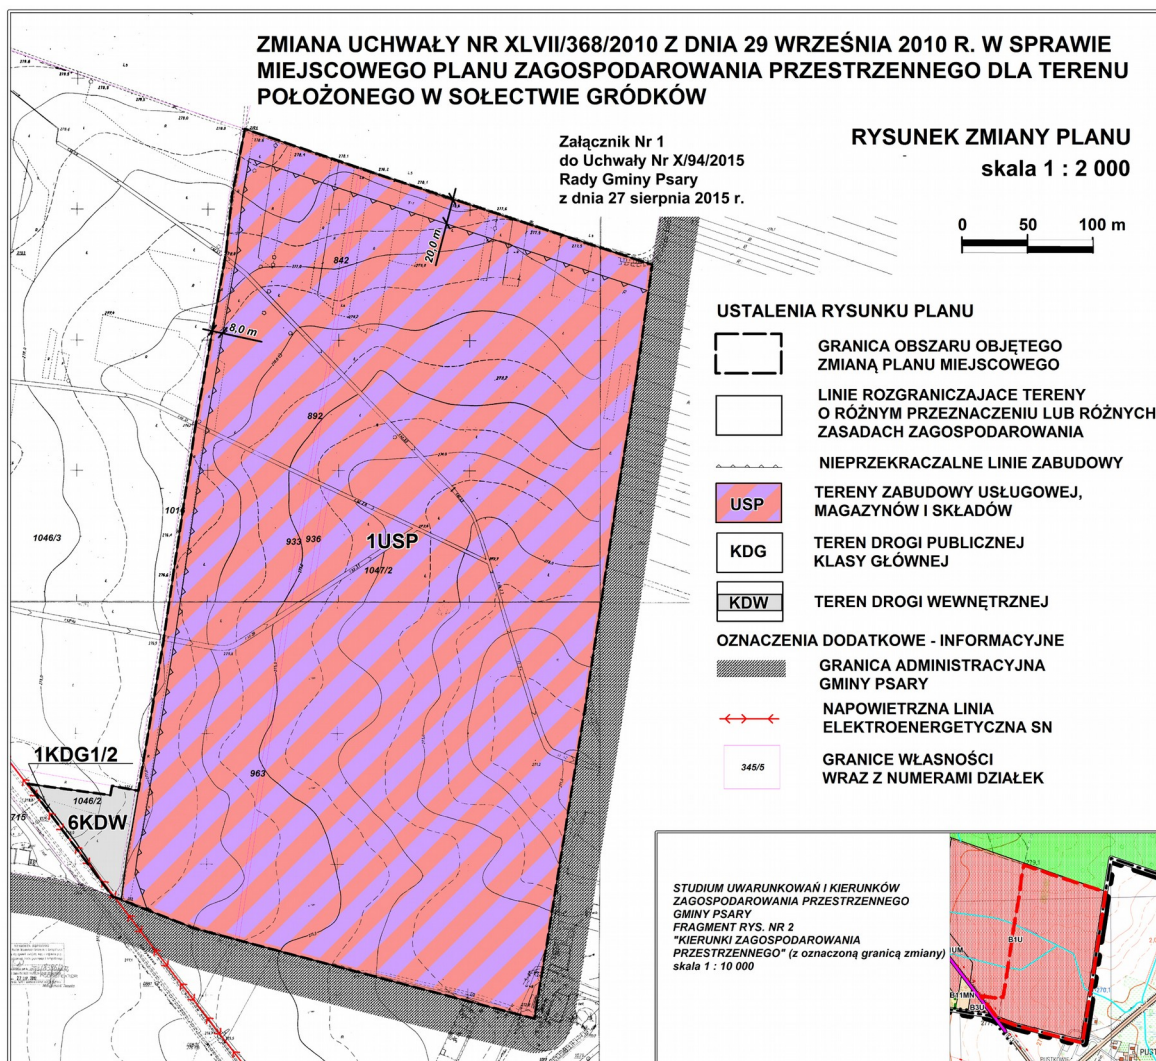 ZMIANA UCHWAŁY NR XLVII/368/2010 Z DNIA 29 WRZEŚNIA 2010 R. W SPRAWIE
MIEJSCOWEGO PLANU ZAGOSPODAROWANIA PRZESTRZENNEGO DLA TERENU
POŁOŻONEGO W SOŁECTWIE GRÓDKÓW
Załącznik Nr 1
do Uchwały Nr X/94/2015
Rady Gminy Psary
z dnia 27 sierpnia 2015 r.
RYSUNEK ZMIANY PLANU
skala 1 : 2 000
0 50 100 m
20,0 m
842
8,0 m
892
1016
1046/3
933 936
1USP
1047/2
963
1KDG1/2
1046/2
6KDW
715
USTALENIA RYSUNKU PLANU
GRANICA OBSZARU OBJĘTEGO
ZMIANĄ PLANU MIEJSCOWEGO
LINIE ROZGRANICZAJACE TERENY
O RÓŻNYM PRZEZNACZENIU LUB RÓŻNYCH
ZASADACH ZAGOSPODAROWANIA
NIEPRZEKRACZALNE LINIE ZABUDOWY
USP
TERENY ZABUDOWY USŁUGOWEJ,
MAGAZYNÓW I SKŁADÓW
KDG
TEREN DROGI PUBLICZNEJ
KLASY GŁÓWNEJ
KDW
TEREN DROGI WEWNĘTRZNEJ
OZNACZENIA DODATKOWE - INFORMACYJNE
GRANICA ADMINISTRACYJNA
GMINY PSARY
NAPOWIETRZNA LINIA
ELEKTROENERGETYCZNA SN
345/5
GRANICE WŁASNOŚCI
WRAZ Z NUMERAMI DZIAŁEK
STUDIUM UWARUNKOWAŃ I KIERUNKÓW
ZAGOSPODAROWANIA PRZESTRZENNEGO
GMINY PSARY
FRAGMENT RYS. NR 2
"KIERUNKI ZAGOSPODAROWANIA
PRZESTRZENNEGO" (z oznaczoną granicą zmiany)
skala 1 : 10 000
B1U
UM
B11MN
B3U